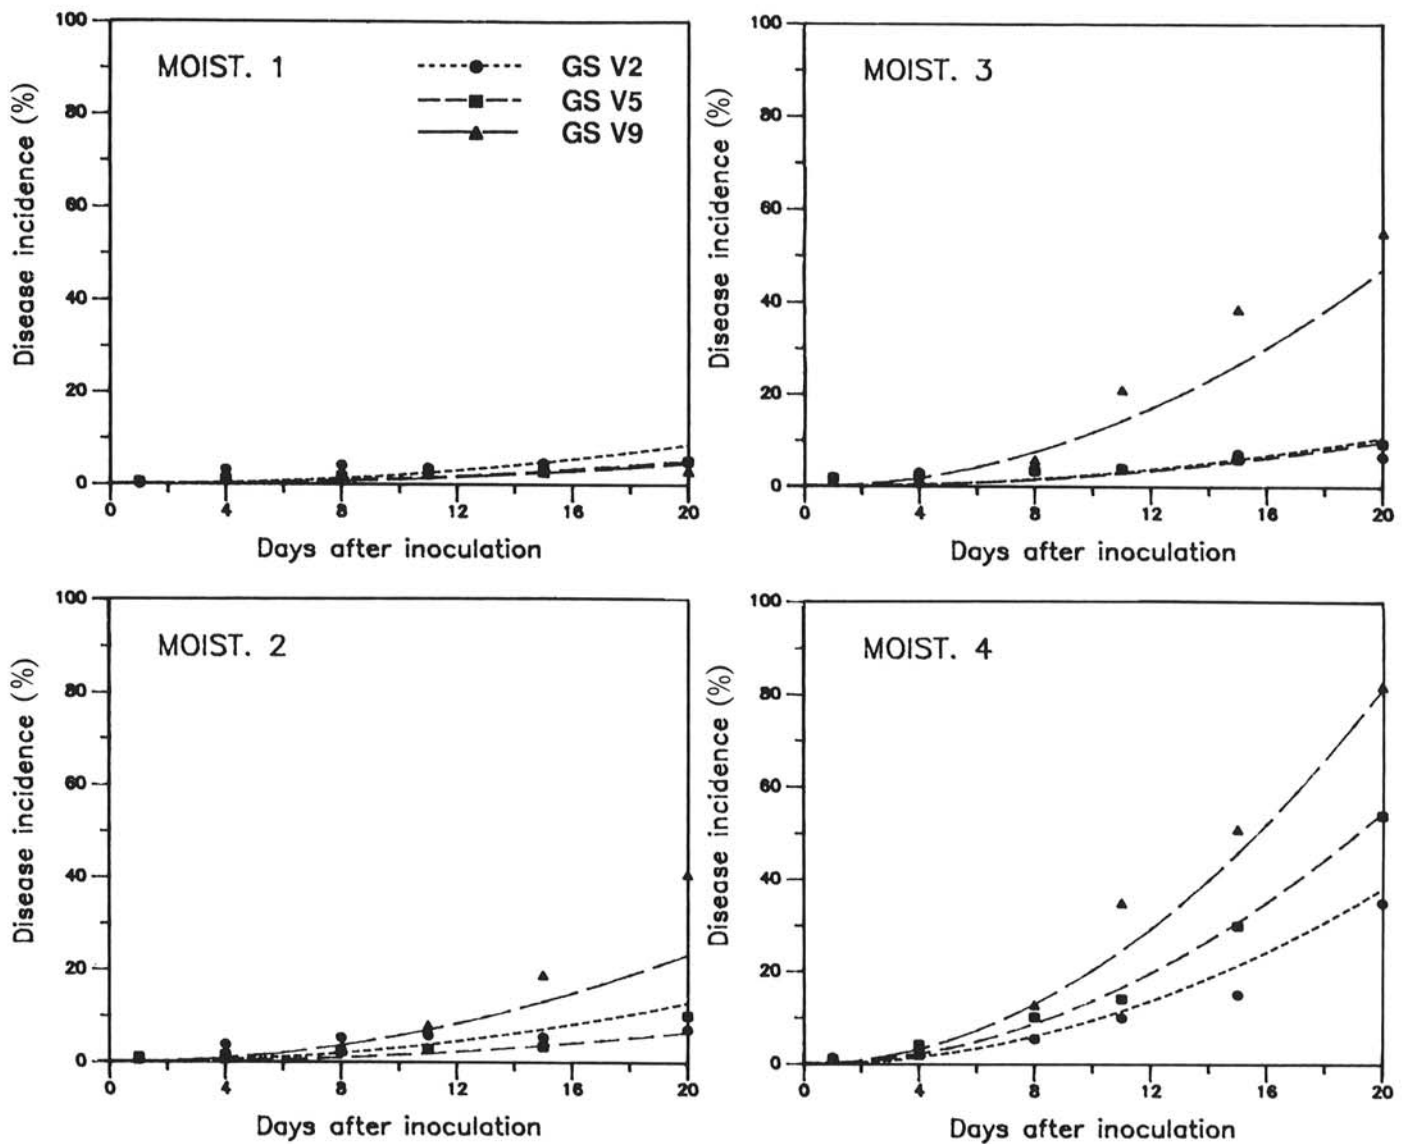 100
80
60
40
20
0
Disease incidence (%)
MOIST. 1
GS V2
GS V5
GS V9
0 4 8 12 16 20
Days after inoculation
100
80
60
40
20
0
Disease incidence (%)
MOIST. 3
0 4 8 12 16 20
Days after inoculation
100
80
60
40
20
0
Disease incidence (%)
MOIST. 2
0 4 8 12 16 20
Days after inoculation
100
80
60
40
20
0
Disease incidence (%)
MOIST. 4
0 4 8 12 16 20
Days after inoculation